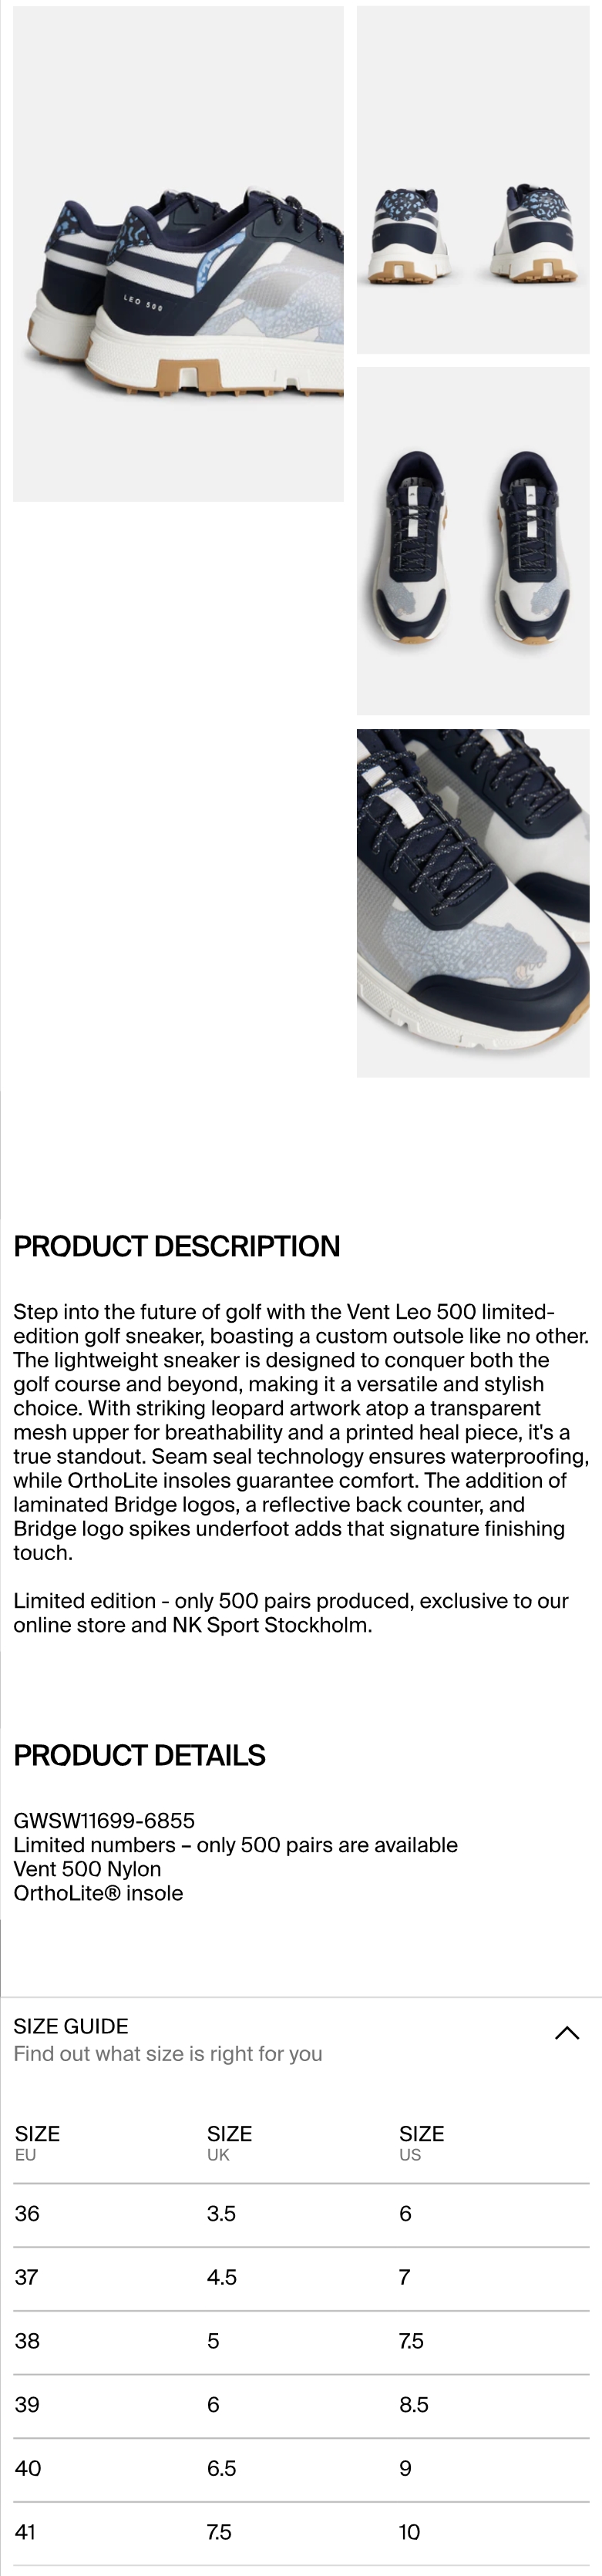 LEO 500
PRODUCT DESCRIPTION
Step into the future of golf with the Vent Leo 500 limited-
edition golf sneaker, boasting a custom outsole like no other.
The lightweight sneaker is designed to conquer both the
golf course and beyond, making it a versatile and stylish
choice. With striking leopard artwork atop a transparent
mesh upper for breathability and a printed heal piece, it's a
true standout. Seam seal technology ensures waterproofing,
while OrthoLite insoles guarantee comfort. The addition of
laminated Bridge logos, a reflective back counter, and
Bridge logo spikes underfoot adds that signature finishing
touch.
Limited edition - only 500 pairs produced, exclusive to our
online store and NK Sport Stockholm.
PRODUCT DETAILS
GWSW11699-6855
Limited numbers – only 500 pairs are available
Vent 500 Nylon
OrthoLite® insole
SIZE GUIDE
Find out what size is right for you
SIZE SIZE SIZE
EU UK US
36 3.5 6
37 4.5 7
38 5 7.5
39 6 8.5
40 6.5 9
41 7.5 10